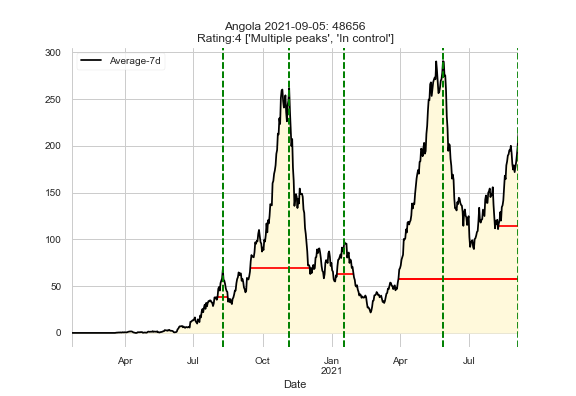 Angola 2021-09-05: 48656
Rating:4 ['Multiple peaks', 'In control']
300
Average-7d
250
200
150
100
50
0
Apr
Jul
Oct
Jan
2021
Apr
Jul
Date